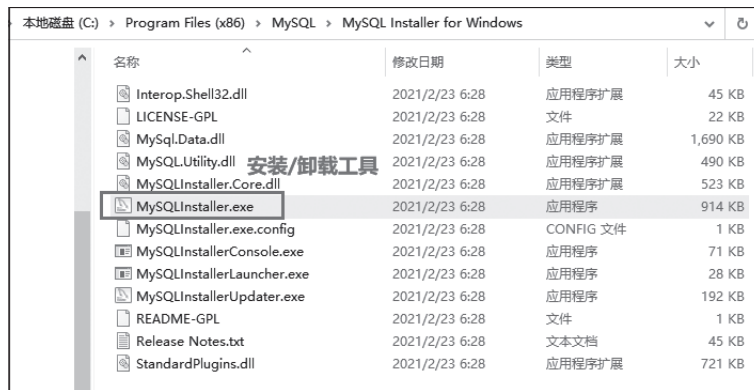 本地磁盘 (C:) › Program Files (x86) › MySQL › MySQL Installer for Windows
名称 修改日期 类型 大小
Interop.Shell32.dll 2021/2/23 6:28 应用程序扩展 45 KB
LICENSE-GPL 2021/2/23 6:28 文件 22 KB
MySql.Data.dll 2021/2/23 6:28 应用程序扩展 1,690 KB
MySQL.Utility.dll 2021/2/23 6:28 应用程序扩展 490 KB
安装/卸载工具
MySQLInstaller.Core.dll 2021/2/23 6:28 应用程序扩展 523 KB
MySQLInstaller.exe 2021/2/23 6:28 应用程序 914 KB
MySQLInstaller.exe.config 2021/2/23 6:28 CONFIG 文件 1 KB
MySQLInstallerConsole.exe 2021/2/23 6:28 应用程序 71 KB
MySQLInstallerLauncher.exe 2021/2/23 6:28 应用程序 28 KB
MySQLInstallerUpdater.exe 2021/2/23 6:28 应用程序 192 KB
README-GPL 2021/2/23 6:28 文件 1 KB
Release Notes.txt 2021/2/23 6:28 文本文档 45 KB
StandardPlugins.dll 2021/2/23 6:28 应用程序扩展 721 KB